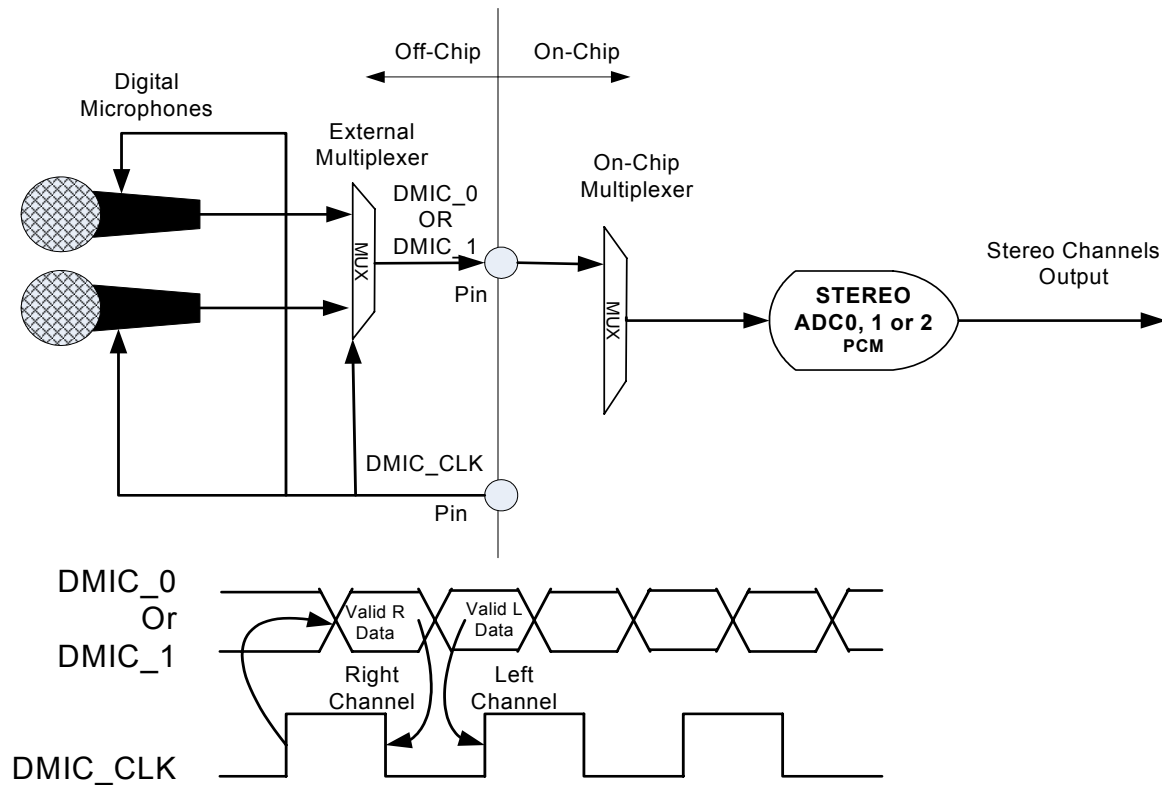 Off-Chip
On-Chip
Digital
Microphones
External
Multiplexer
On-Chip
Multiplexer
DMIC_0
OR
DMIC_1
MUX
Pin
MUX
STEREO
ADC0, 1 or 2
PCM
Stereo Channels
Output
DMIC_CLK
Pin
DMIC_0
Or
DMIC_1
Valid R
Data
Valid L
Data
Right
Channel
Left
Channel
DMIC_CLK